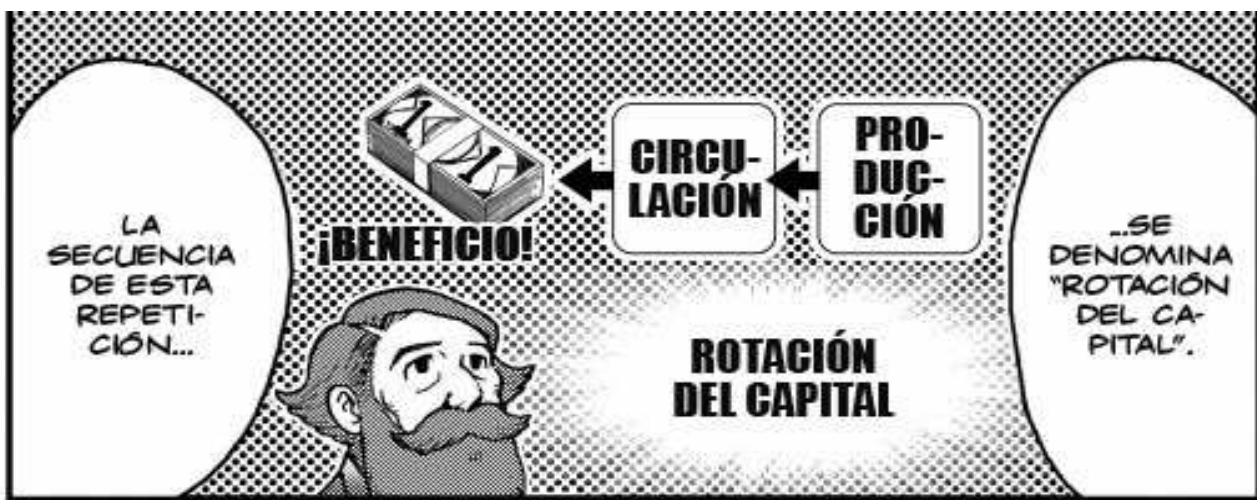 LA
SECUENCIA
DE ESTA
REPETI-
CIÓN...
¡BENEFICIO!
CIRCU-
LACIÓN
PRO-
DUC-
CIÓN
ROTACIÓN
DEL CAPITAL
...SE
DENOMINA
"ROTACIÓN
DEL CA-
PITAL".